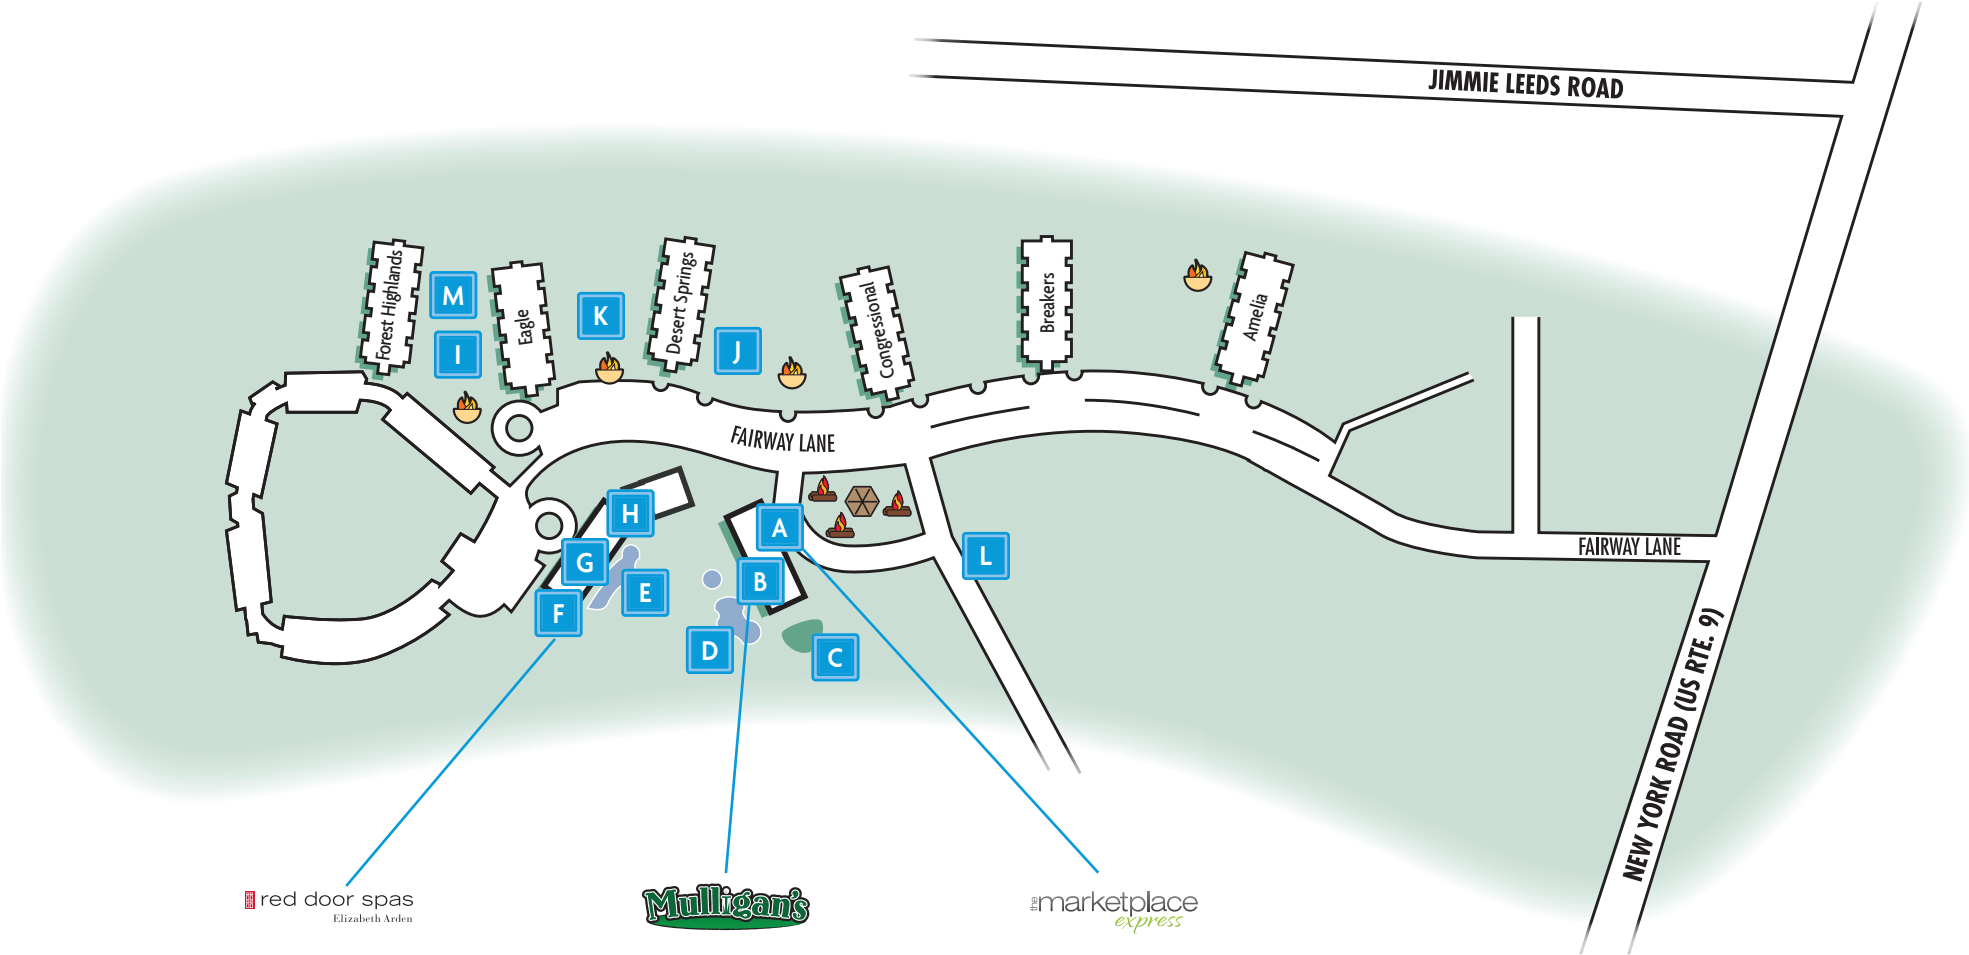 JIMMIE LEEDS ROAD
Forest Highlands
M
I
Eagle
K
Desert Springs
J
Congressional
Breakers
Amelia
FAIRWAY LANE
H
A
G
B
L
E
F
D
C
FAIRWAY LANE
NEW YORK ROAD (US RTE. 9)
red door spas
Elizabeth Arden
Mulligan's
the marketplace
express